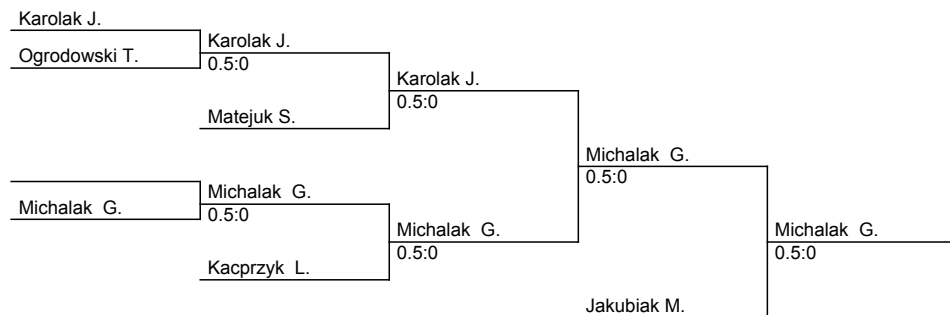 Karolak J.
Ogrodowski T.
Karolak J.
0.5:0
Karolak J.
0.5:0
Matejuk S.
Michalak G.
0.5:0
Michalak G.
Michalak G.
0.5:0
Michalak G.
0.5:0
Kacprzyk L.
Michalak G.
0.5:0
Jakubiak M.